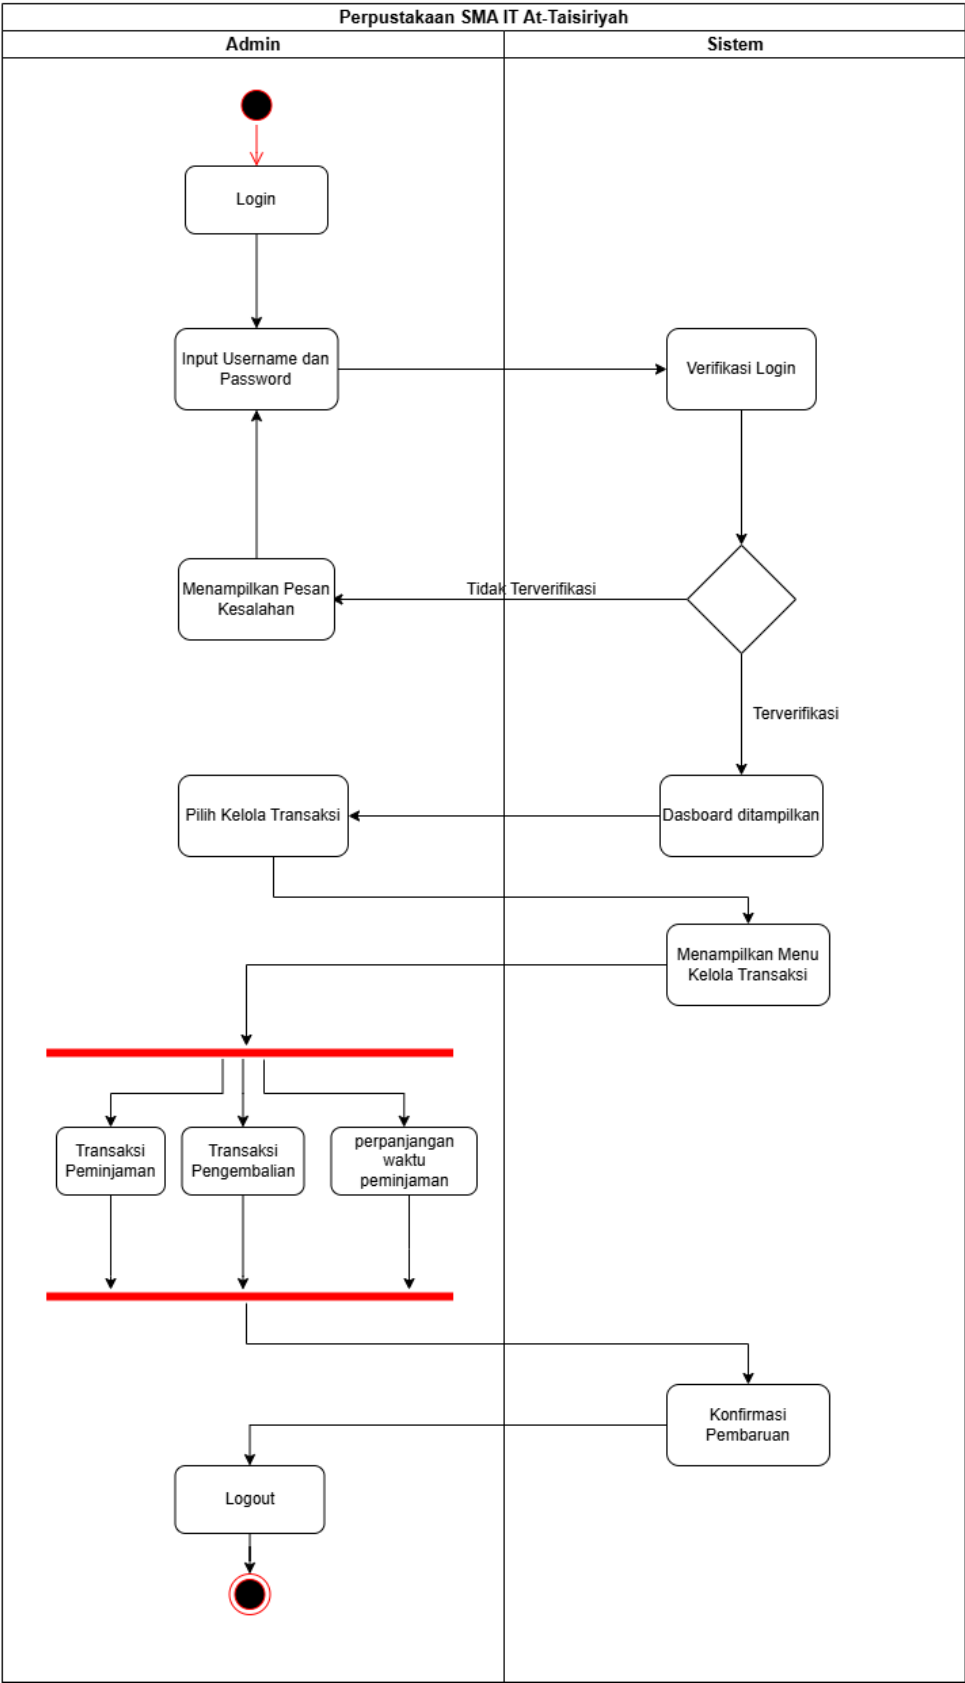 Perpustakaan SMA IT At-Taisiriyah
Admin
Sistem
Login
Input Username dan
Password
Verifikasi Login
Menampilkan Pesan
Kesalahan
Tidak Terverifikasi
Terverifikasi
Pilih Kelola Transaksi
Dasboard ditampilkan
Menampilkan Menu
Kelola Transaksi
Transaksi
Peminjaman
Transaksi
Pengembalian
perpanjangan
waktu
peminjaman
Konfirmasi
Pembaruan
Logout